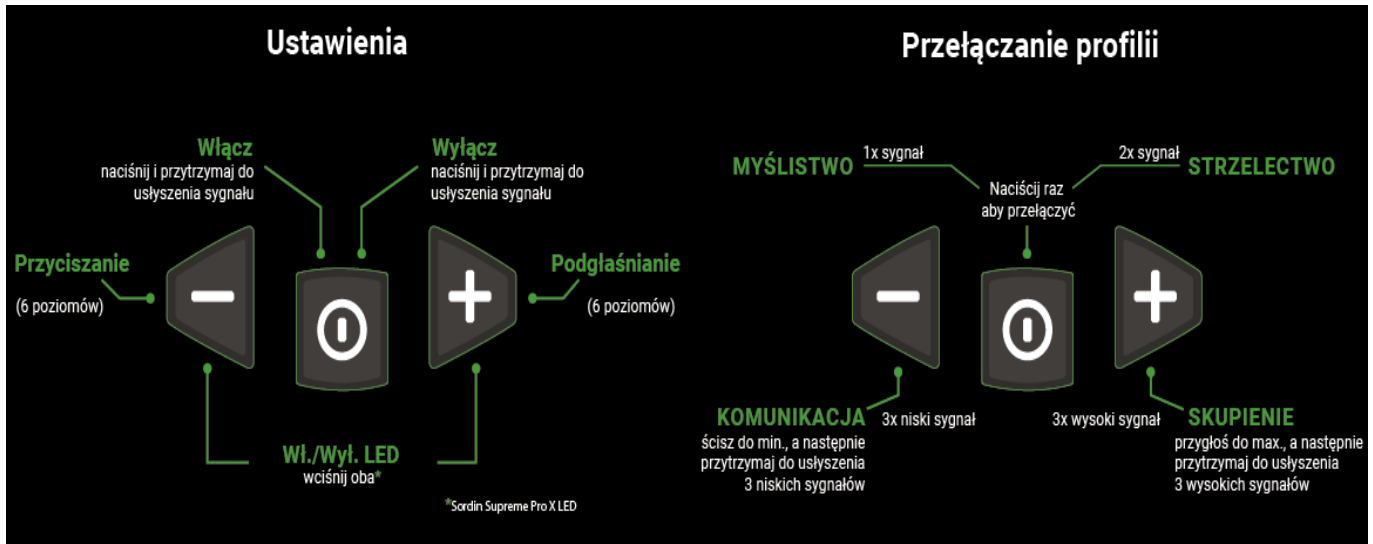 Ustawienia
Włącz
naciśnij i przytrzymaj do
usłyszenia sygnału
Wyłącz
naciśnij i przytrzymaj do
usłyszenia sygnału
Przyciszanie
(6 poziomów)
Podgłaśnianie
(6 poziomów)
Wł./Wył. LED
wciśnij oba*
*Sordin Supreme Pro X LED
Przełączanie profilii
MYŚLISTWO
1x sygnał
2x sygnał
STRZELECTWO
Naciścij raz
aby przełączyć
KOMUNIKACJA
3x niski sygnał
ścisz do min., a następnie
przytrzymaj do usłyszenia
3 niskich sygnałów
3x wysoki sygnał
SKUPIENIE
przygłoś do max., a następnie
przytrzymaj do usłyszenia
3 wysokich sygnałów